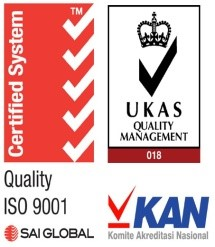 Certified System
TM
UKAS
QUALITY
MANAGEMENT
018
Quality
ISO 9001
SAI GLOBAL
KAN
Komite Akreditasi Nasional